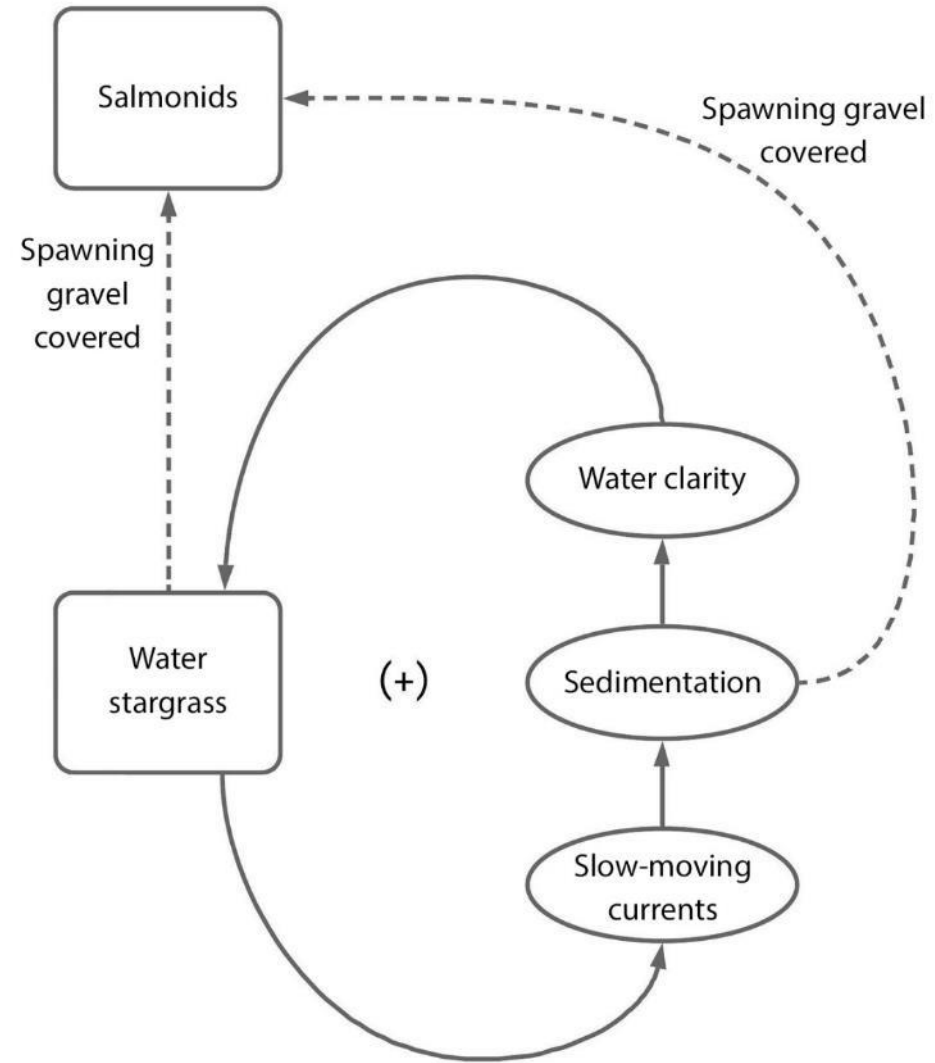 Salmonids
Spawning gravel
covered
Spawning
gravel
covered
Water clarity
Water
stargrass
(+)
Sedimentation
Slow-moving
currents